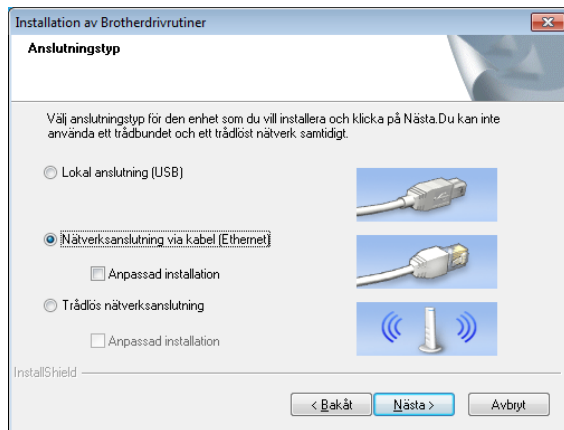 Installation av Brotherdrivrutiner
Anslutningstyp
Välj anslutningstyp för den enhet som du vill installera och klicka på Nästa.Du kan inte
använda ett trådbundet och ett trådlöst nätverk samtidigt.
Lokal anslutning (USB)
Nätverksanslutning via kabel (Ethernet)
Anpassad installation
Trådlös nätverksanslutning
Anpassad installation
InstallShield
< Bakåt Nästa > Avbryt